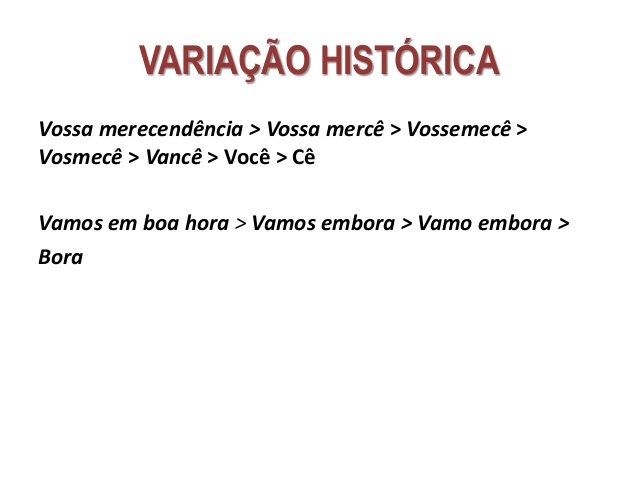 VARIAÇÃO HISTÓRICA
Vossa merecendência > Vossa mercê > Vossemecê >
Vosmecê > Vancê > Você > Cê
Vamos em boa hora > Vamos embora > Vamo embora >
Bora